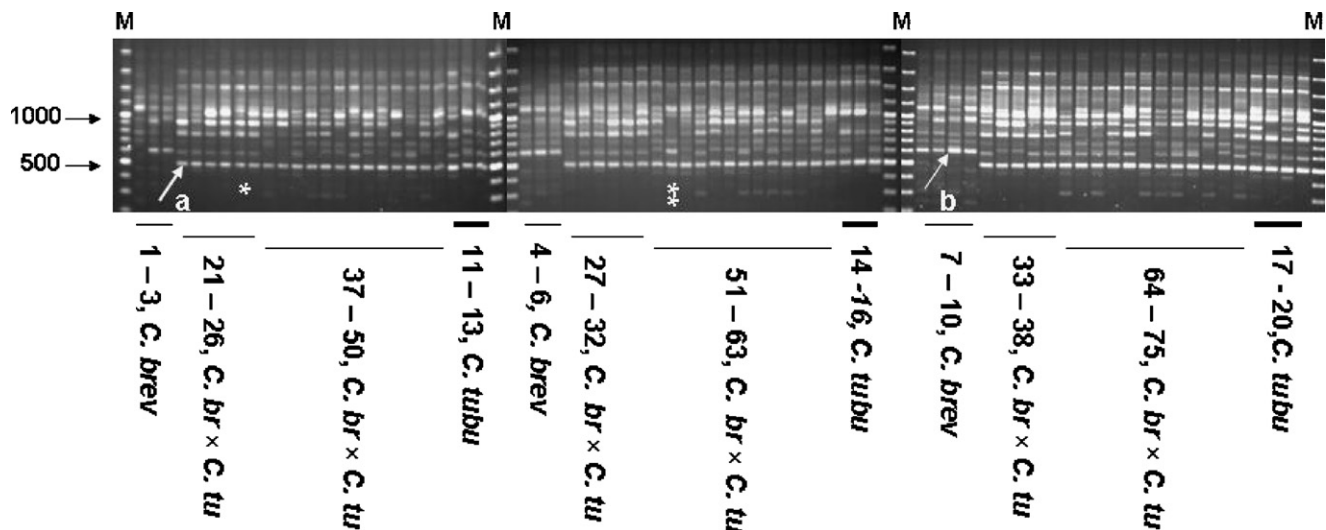 M M M M
1000
500
a * ** b
1 – 3, C. brev
21 – 26, C. br × C. tu
37 – 50, C. br × C. tu
11 – 13, C. tubu
4 – 6, C. brev
27 – 32, C. br × C. tu
51 – 63, C. br × C. tu
14 -16, C. tubu
7 – 10, C. brev
33 – 38, C. br × C. tu
64 – 75, C. br × C. tu
17 - 20,C. tubu